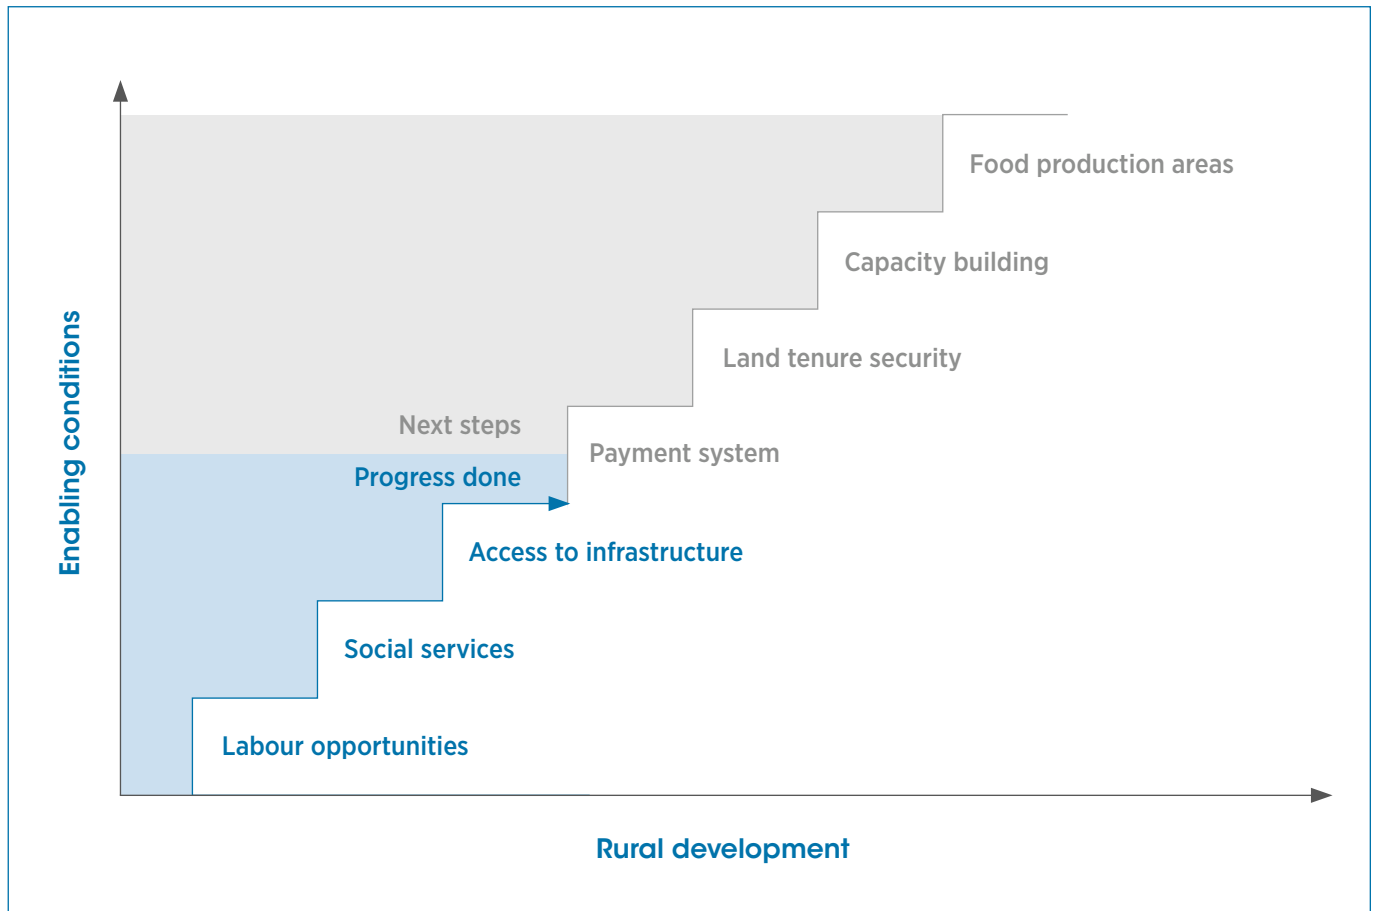 Food production areas
Capacity building
Land tenure security
Next steps
Payment system
Progress done
Access to infrastructure
Social services
Labour opportunities
Enabling conditions
Rural development